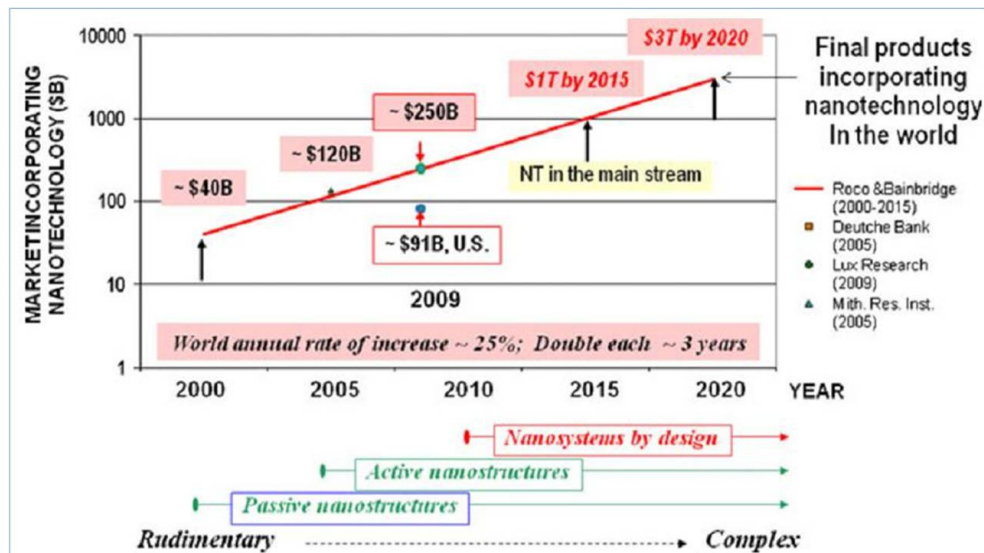 MARKETINCORPORATING
NANOTECHNOLOGY ($B)
10000
1000
100
10
1
~ $40B
~ $120B
~ $250B
~ $91B, U.S.
2009
$1T by 2015
$3T by 2020
NT in the main stream
World annual rate of increase ~ 25%; Double each ~ 3 years
2000
2005
2010
2015
2020
YEAR
Final products
incorporating
nanotechnology
In the world
Roco &Bainbridge
(2000-2015)
Deutche Bank
(2005)
Lux Research
(2009)
Mith. Res. Inst.
(2005)
Nanosystems by design
Active nanostructures
Passive nanostructures
Rudimentary
Complex